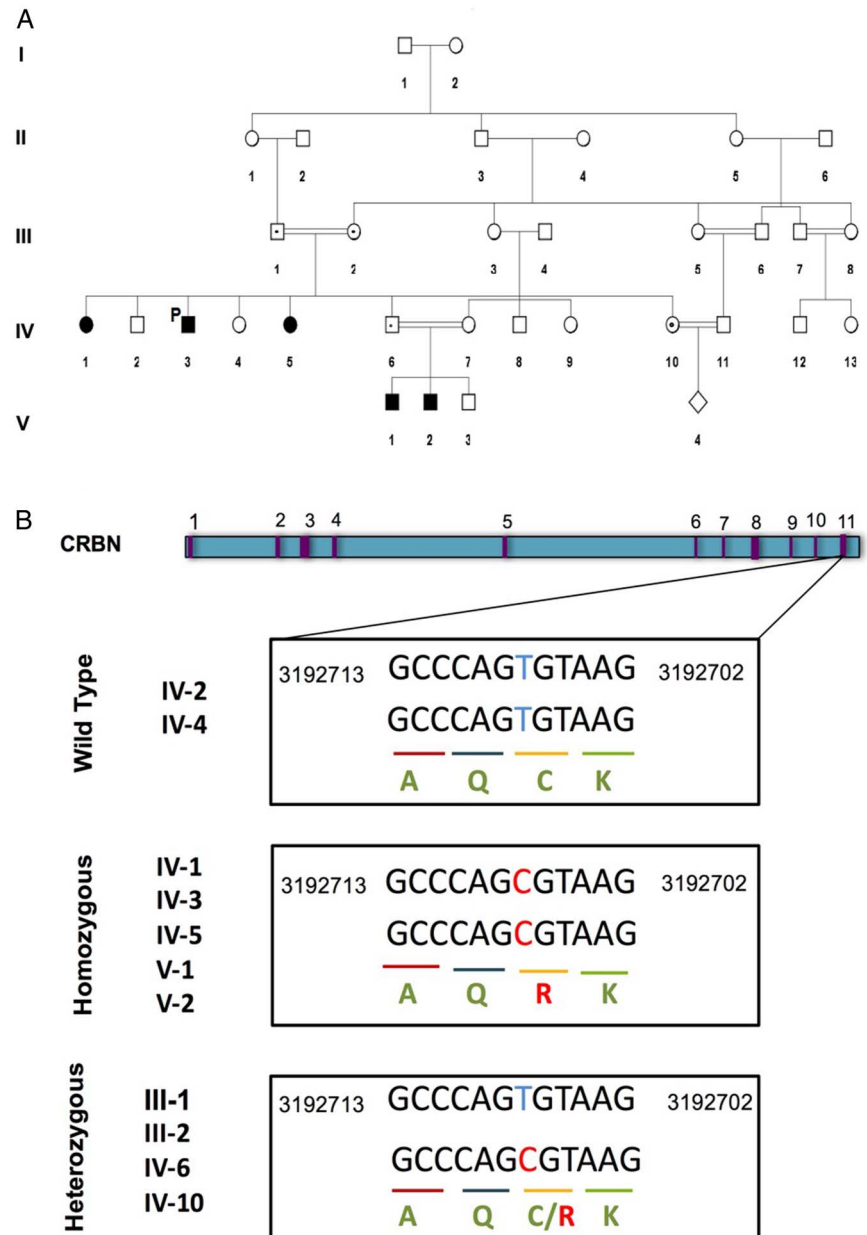 A
I
1 2
II
1 2 3 4 5 6
III
1 2 3 4 5 6 7 8
P
IV
1 2 3 4 5 6 7 8 9 10 11 12 13
V
1 2 3 4
B
1 2 3 4 5 6 7 8 9 10 11
CRBN
Wild Type
IV-2
IV-4
3192713 GCCCAGTGTAAG 3192702
GCCCAGTGTAAG
A Q C K
Homozygous
IV-1
IV-3
IV-5
V-1
V-2
3192713 GCCCAGCGTAAG 3192702
GCCCAGCGTAAG
A Q R K
Heterozygous
III-1
III-2
IV-6
IV-10
3192713 GCCCAGTGTAAG 3192702
GCCCAGCGTAAG
A Q C/R K